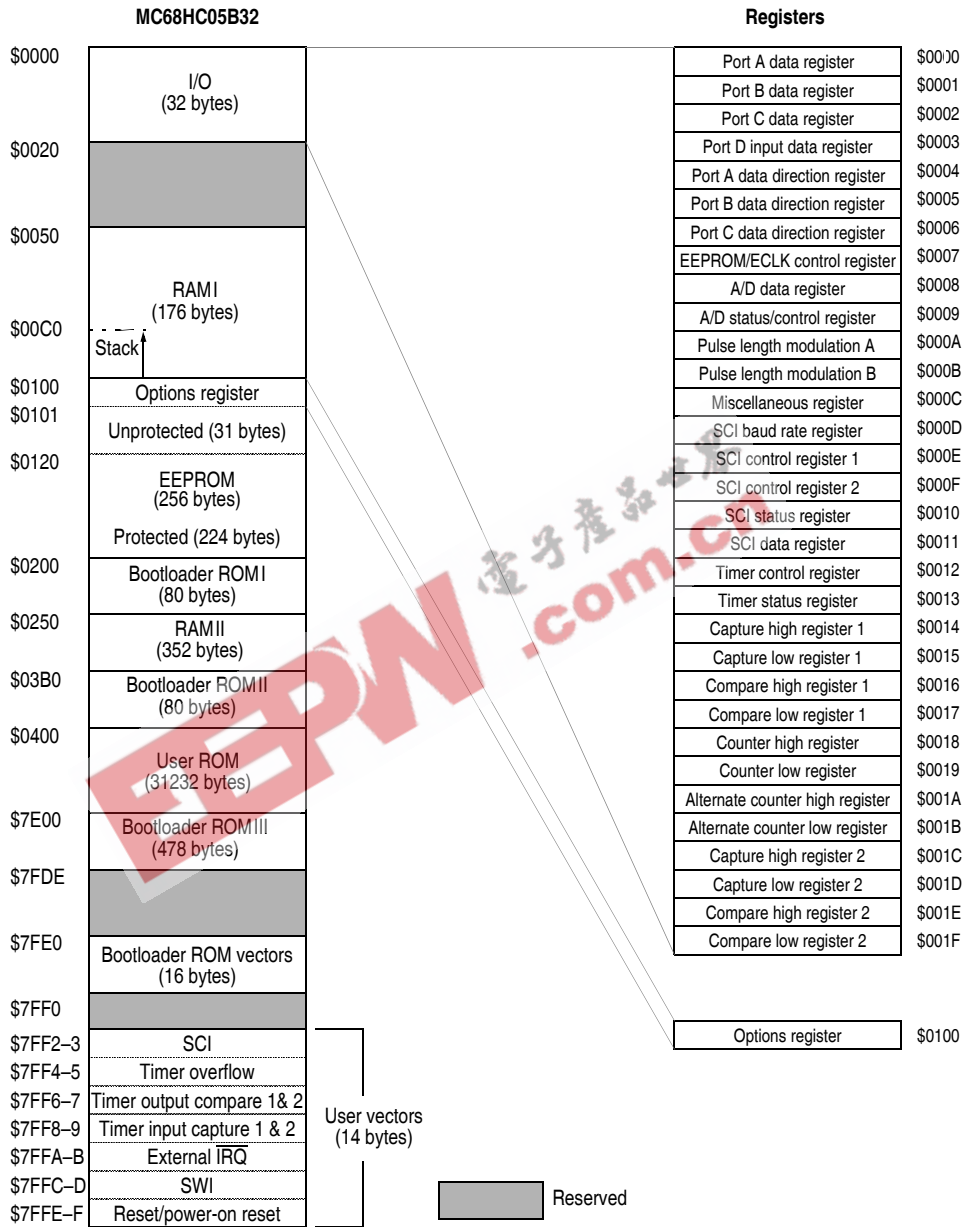 MC68HC05B32
Registers
$0000
I/O
(32 bytes)
$0020
$0050
RAMI
(176 bytes)
$00C0
Stack
$0100
Options register
$0101
Unprotected (31 bytes)
$0120
EEPROM
(256 bytes)
Protected (224 bytes)
$0200
Bootloader ROMI
(80 bytes)
$0250
RAMII
(352 bytes)
$03B0
Bootloader ROMII
(80 bytes)
$0400
User ROM
(31232 bytes)
$7E00
Bootloader ROMIII
(478 bytes)
$7FDE
$7FE0
Bootloader ROM vectors
(16 bytes)
$7FF0
$7FF2–3 SCI
$7FF4–5 Timer overflow
$7FF6–7 Timer output compare 1& 2
$7FF8–9 Timer input capture 1 & 2
$7FFA–B External IRQ
$7FFC–D SWI
$7FFE–F Reset/power-on reset
User vectors
(14 bytes)
Reserved
Port A data register $0000
Port B data register $0001
Port C data register $0002
Port D input data register $0003
Port A data direction register $0004
Port B data direction register $0005
Port C data direction register $0006
EEPROM/ECLK control register $0007
A/D data register $0008
A/D status/control register $0009
Pulse length modulation A $000A
Pulse length modulation B $000B
Miscellaneous register $000C
SCI baud rate register $000D
SCI control register 1 $000E
SCI control register 2 $000F
SCI status register $0010
SCI data register $0011
Timer control register $0012
Timer status register $0013
Capture high register 1 $0014
Capture low register 1 $0015
Compare high register 1 $0016
Compare low register 1 $0017
Counter high register $0018
Counter low register $0019
Alternate counter high register $001A
Alternate counter low register $001B
Capture high register 2 $001C
Capture low register 2 $001D
Compare high register 2 $001E
Compare low register 2 $001F
Options register $0100
EEPW
電子產品世界
.com.cn